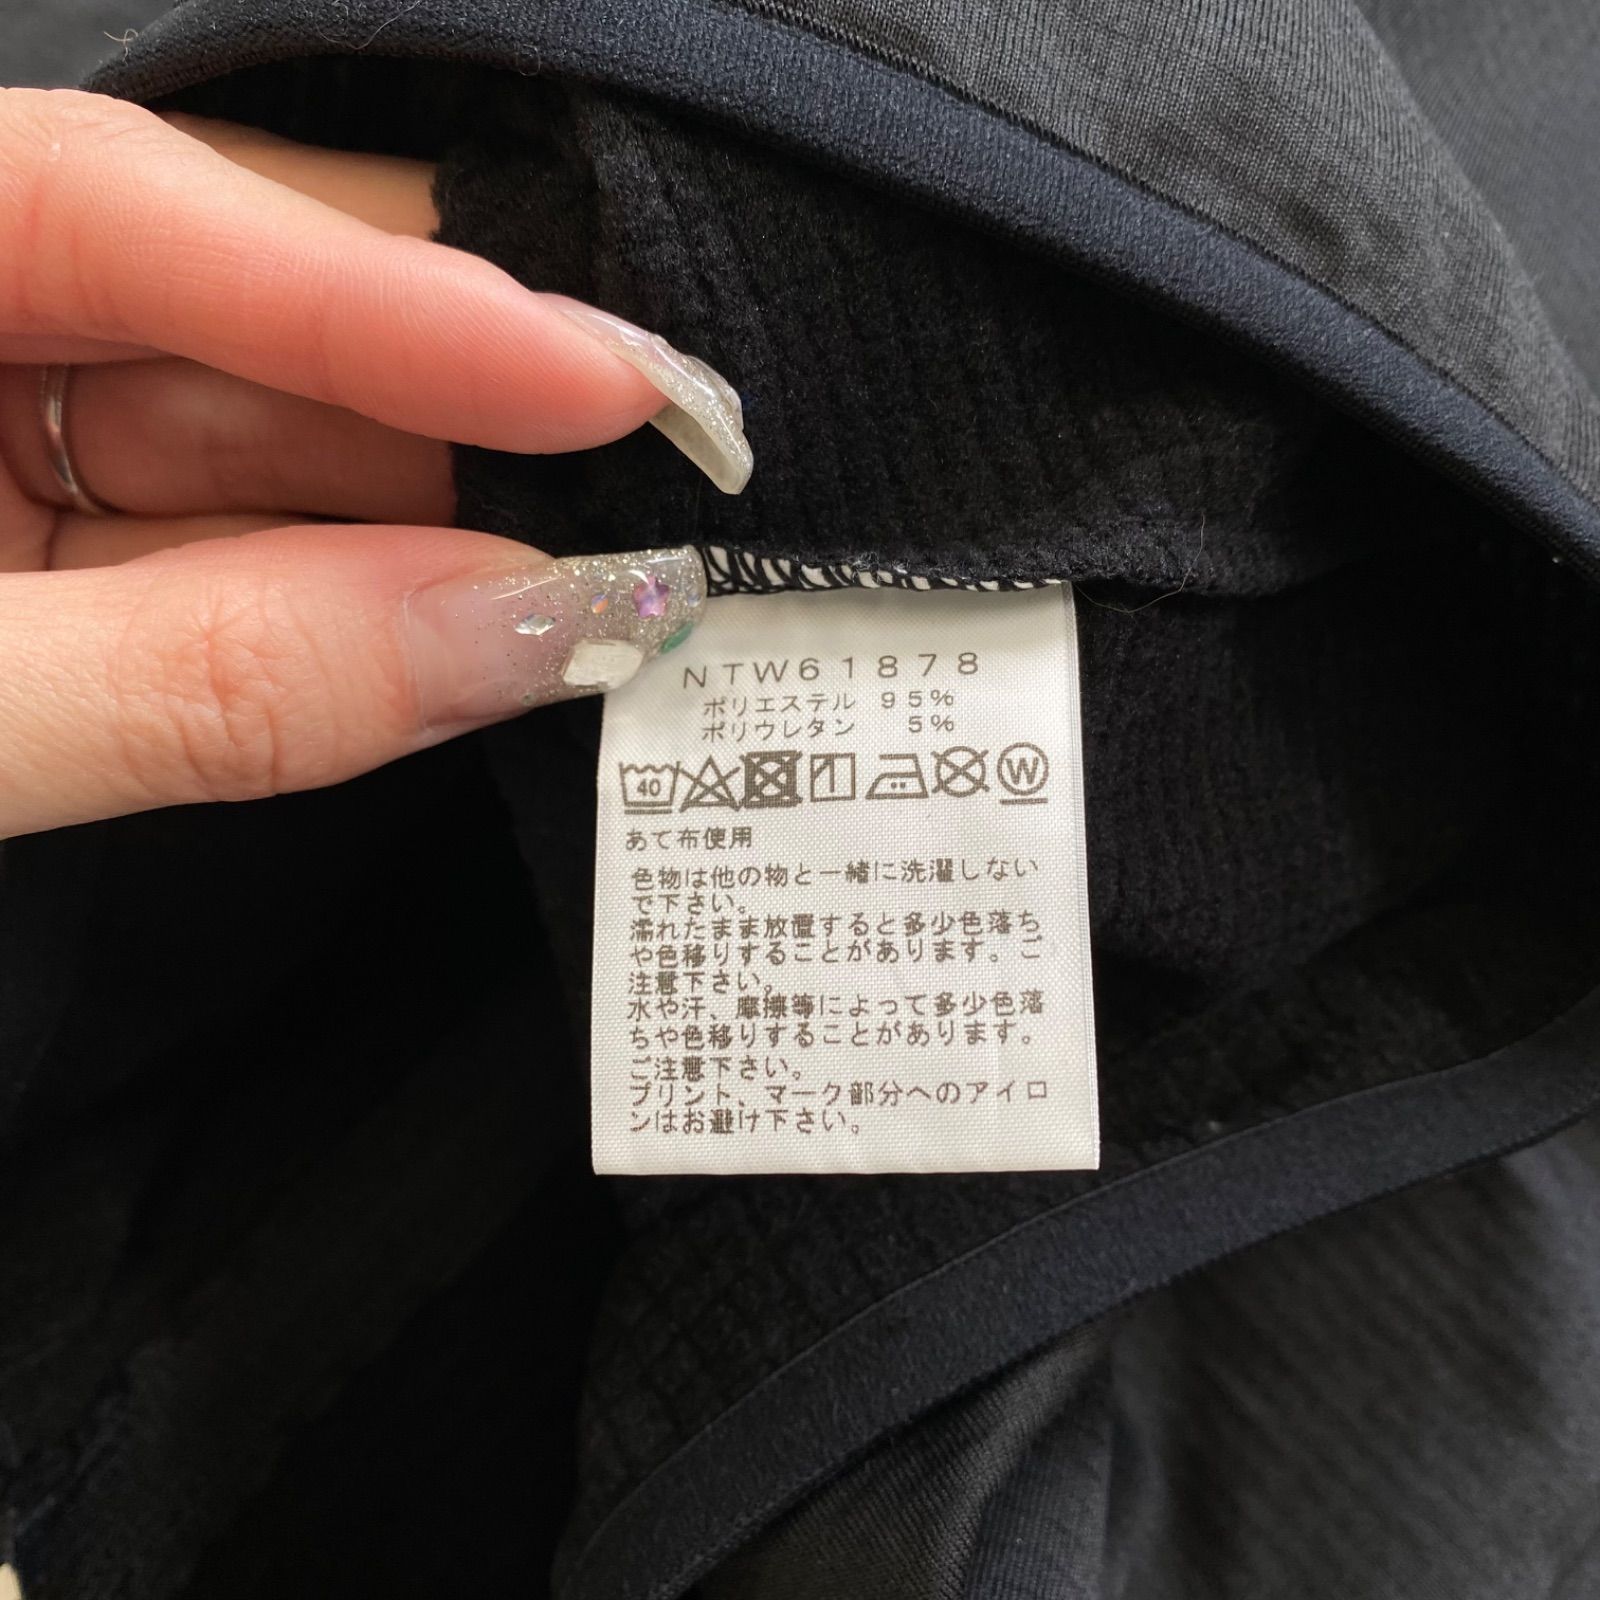 NTW61878
ポリエステル 95%
ポリウレタン 5%
40 W
あて布使用
色物は他の物と一緒に洗濯しない
で下さい。
濡れたまま放置すると多少色落ち
や色移りすることがあります。ご
注意下さい。
水や汗、摩擦等によって多少色落
ちや色移りすることがあります。
ご注意下さい。
プリント、マーク部分へのアイロ
ンはお避け下さい。